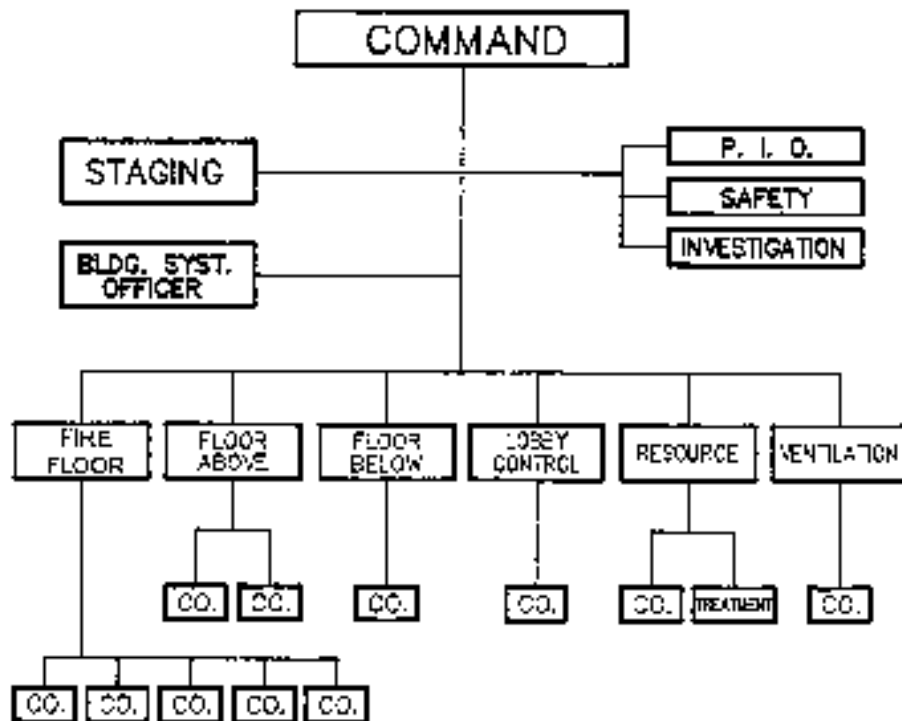 COMMAND
STAGING
P. I. O.
SAFETY
INVESTIGATION
BLDG. SYST.
OFFICER
FIRE
FLOOR
FLOOR
ABOVE
FLOOR
BELOW
LOBBY
CONTROL
RESOURCE
VENTILATION
CO.
CO.
CO.
CO.
CO.
TREATMENT
CO.
CO.
CO.
CO.
CO.
CO.